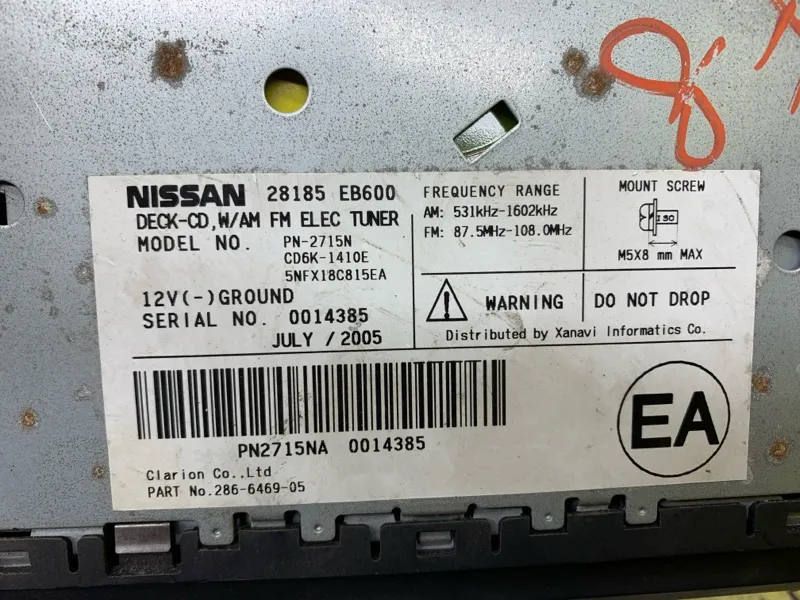 8
NISSAN 28185 EB600
DECK-CD,W/AM FM ELEC TUNER
MODEL NO. PN-2715N
CD6K-1410E
5NFX18C815EA
12V(-)GROUND
SERIAL NO. 0014385
JULY / 2005
FREQUENCY RANGE
AM: 531kHz-1602kHz
FM: 87.5MHz-108.0MHz
MOUNT SCREW
ISO
M5X8 mm MAX
WARNING
DO NOT DROP
Distributed by Xanavi Informatics Co.
PN2715NA 0014385
EA
Clarion Co.,Ltd
PART No.286-6469-05